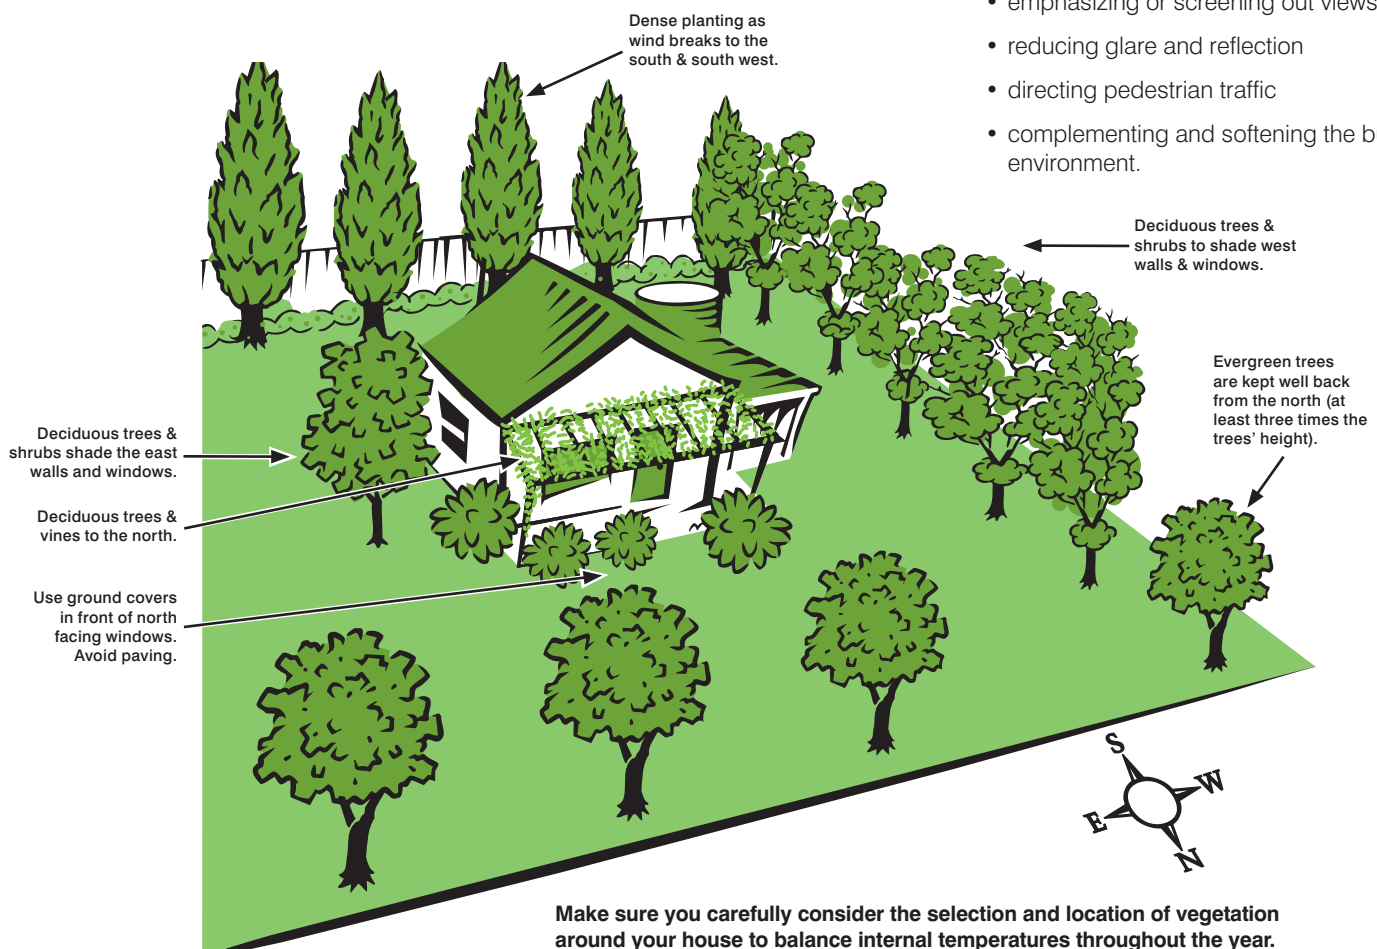 • emphasizing or screening out views
• reducing glare and reflection
• directing pedestrian traffic
• complementing and softening the
environment.
Dense planting as
wind breaks to the
south & south west.
Deciduous trees &
shrubs to shade west
walls & windows.
Evergreen trees
are kept well back
from the north (at
least three times the
trees' height).
Deciduous trees &
shrubs shade the east
walls and windows.
Deciduous trees &
vines to the north.
Use ground covers
in front of north
facing windows.
Avoid paving.
S
W
E
N
Make sure you carefully consider the selection and location of vegetation
around your house to balance internal temperatures throughout the year.